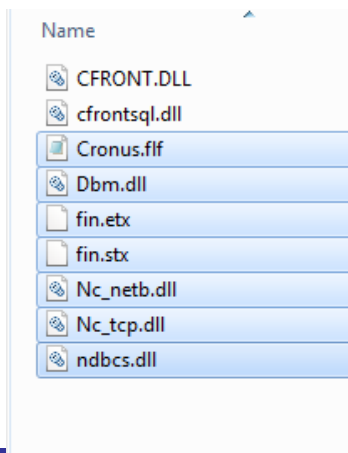 Name
CFRONT.DLL
cfrontsql.dll
Cronus.flf
Dbm.dll
fin.etx
fin.stx
Nc_netb.dll
Nc_tcp.dll
ndbcs.dll